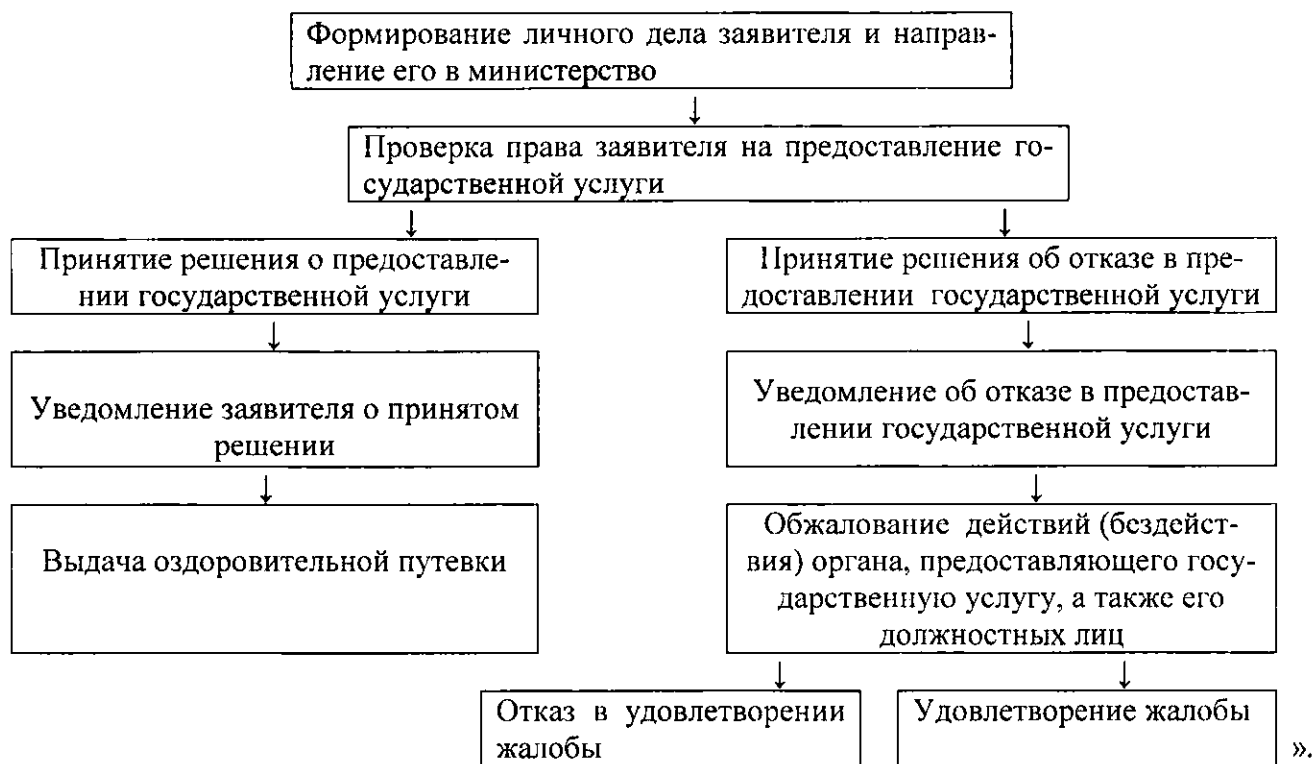 Формирование личного дела заявителя и направ-
ление его в министерство
↓
Проверка права заявителя на предоставление го-
сударственной услуги
↓ ↓
Принятие решения о предоставле-
нии государственной услуги
Принятие решения об отказе в пре-
доставлении государственной услуги
↓ ↓
Уведомление заявителя о принятом
решении
Уведомление об отказе в предостав-
лении государственной услуги
↓ ↓
Выдача оздоровительной путевки
Обжалование действий (бездейст-
вия) органа, предоставляющего госу-
дарственную услугу, а также его
должностных лиц
↓ ↓
Отказ в удовлетворении
жалобы
Удовлетворение жалобы
».